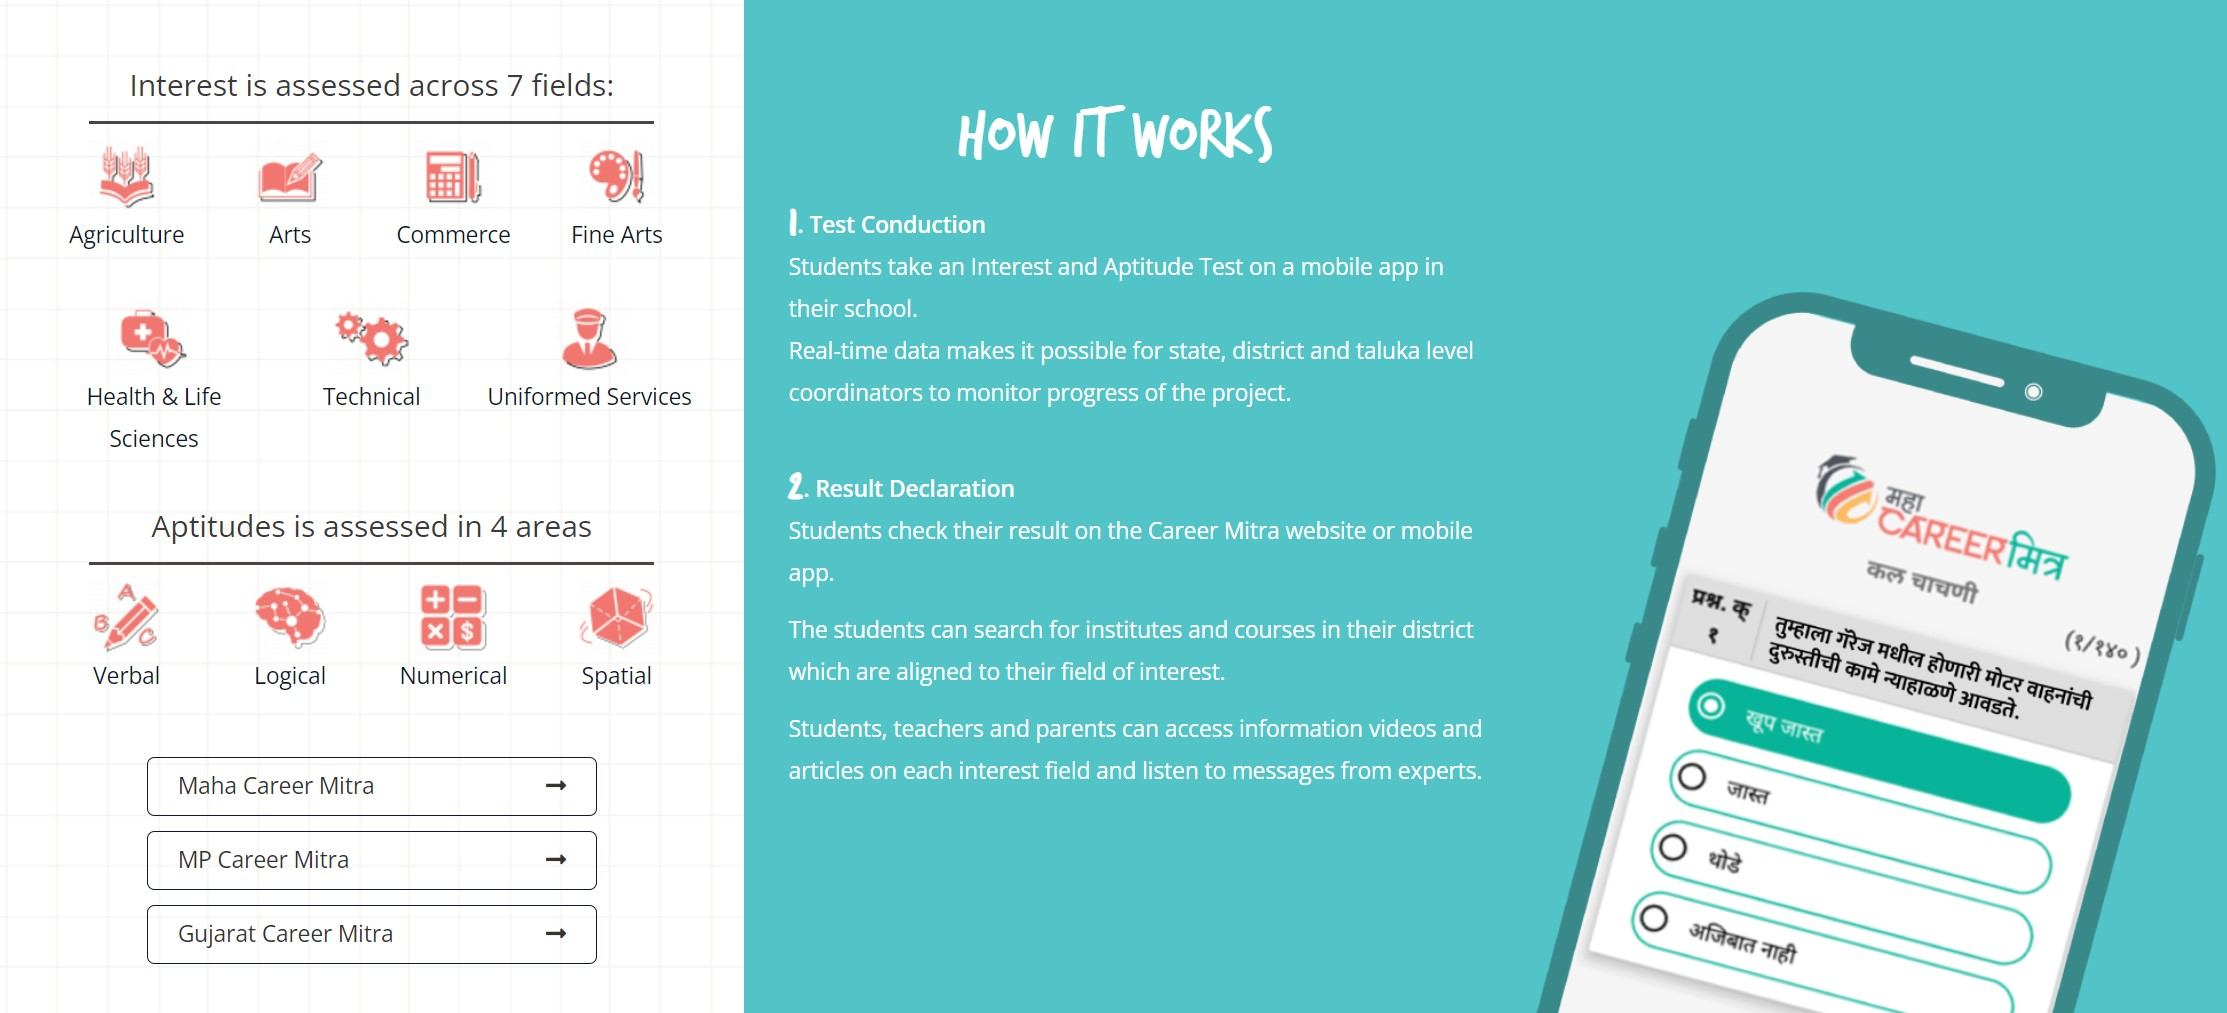 Interest is assessed across 7 fields:
Agriculture
Arts
Commerce
Fine Arts
Health & Life
Sciences
Technical
Uniformed Services
Aptitudes is assessed in 4 areas
A
B
C
Verbal
Logical
Numerical
Spatial
Maha Career Mitra
MP Career Mitra
Gujarat Career Mitra
HOW IT WORKS
1. Test Conduction
Students take an Interest and Aptitude Test on a mobile app in
their school.
Real-time data makes it possible for state, district and taluka level
coordinators to monitor progress of the project.
2. Result Declaration
Students check their result on the Career Mitra website or mobile
app.
The students can search for institutes and courses in their district
which are aligned to their field of interest.
Students, teachers and parents can access information videos and
articles on each interest field and listen to messages from experts.
महा
CAREERमित्र
कल चाचणी
(१/१४०)
प्रश्न. क्
१
तुम्हाला गॅरेज मधील होणारी मोटर वाहनांची
दुरुस्तीची कामे न्याहाळणे आवडते.
खूप जास्त
जास्त
थोडे
अजिबात नाही